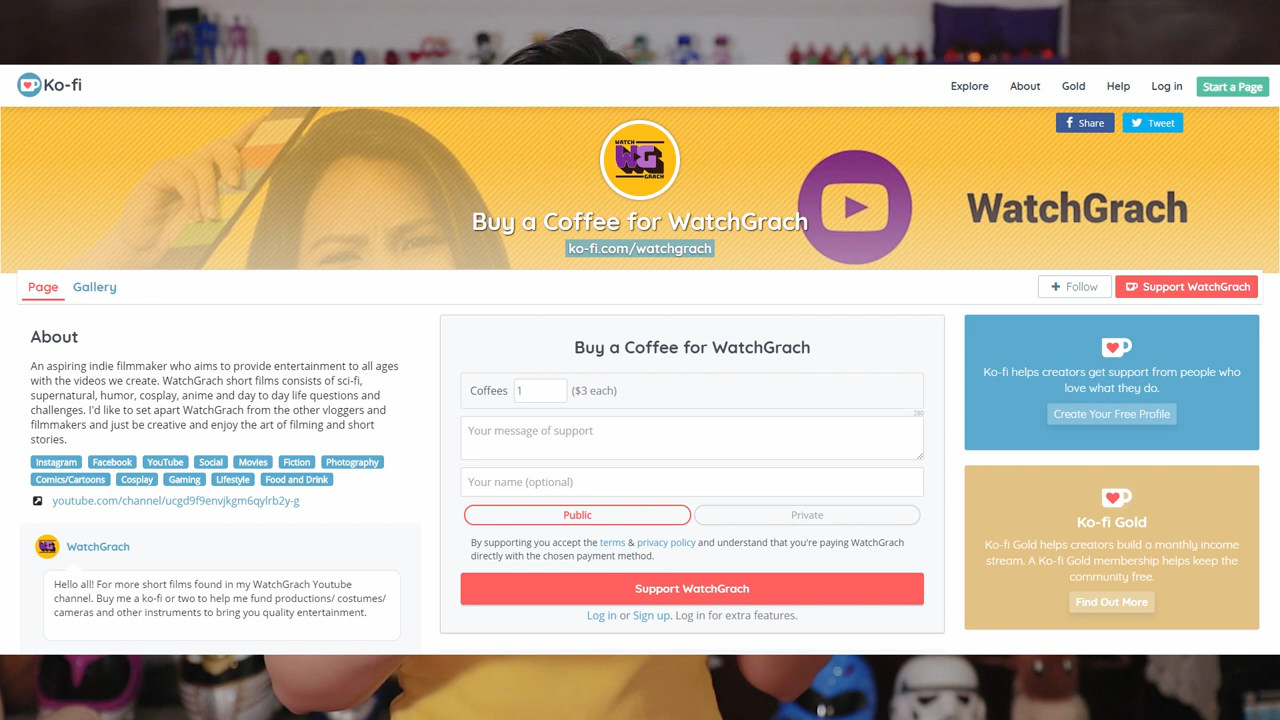 Ko-fi
Explore About Gold Help Log in Start a Page
Share Tweet
WATCH
WG
GRACH
WatchGrach
Buy a Coffee for WatchGrach
ko-fi.com/watchgrach
Page Gallery
Follow Support WatchGrach
About
An aspiring indie filmmaker who aims to provide entertainment to all ages
with the videos we create. WatchGrach short films consists of sci-fi,
supernatural, humor, cosplay, anime and day to day life questions and
challenges. I'd like to set apart WatchGrach from the other vloggers and
filmmakers and just be creative and enjoy the art of filming and short
stories.
Instagram Facebook YouTube Social Movies Fiction Photography
Comics/Cartoons Cosplay Gaming Lifestyle Food and Drink
youtube.com/channel/ucgd9f9envjkgm6qylrb2y-g
WatchGrach
Hello all! For more short films found in my WatchGrach Youtube
channel. Buy me a ko-fi or two to help me fund productions/ costumes/
cameras and other instruments to bring you quality entertainment.
Buy a Coffee for WatchGrach
Coffees 1 ($3 each)
280
Your message of support
Your name (optional)
Public Private
By supporting you accept the terms & privacy policy and understand that you're paying WatchGrach
directly with the chosen payment method.
Support WatchGrach
Log in or Sign up. Log in for extra features.
Ko-fi helps creators get support from people who
love what they do.
Create Your Free Profile
Ko-fi Gold
Ko-fi Gold helps creators build a monthly income
stream. A Ko-fi Gold membership helps keep the
community free.
Find Out More